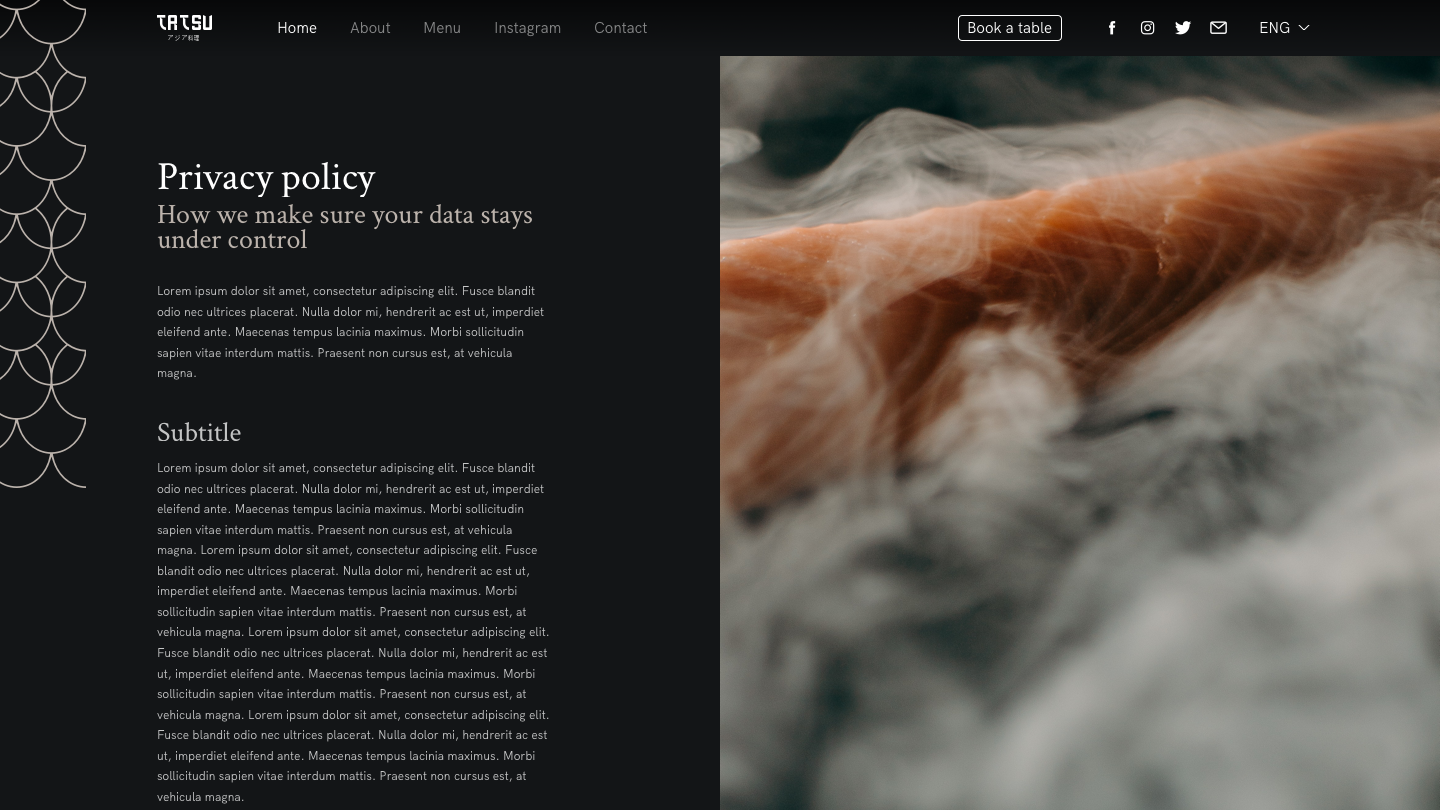 TATSU
アジア料理
Home About Menu Instagram Contact
Book a table
ENG
Privacy policy
How we make sure your data stays
under control
Lorem ipsum dolor sit amet, consectetur adipiscing elit. Fusce blandit
odio nec ultrices placerat. Nulla dolor mi, hendrerit ac est ut, imperdiet
eleifend ante. Maecenas tempus lacinia maximus. Morbi sollicitudin
sapien vitae interdum mattis. Praesent non cursus est, at vehicula
magna.
Subtitle
Lorem ipsum dolor sit amet, consectetur adipiscing elit. Fusce blandit
odio nec ultrices placerat. Nulla dolor mi, hendrerit ac est ut, imperdiet
eleifend ante. Maecenas tempus lacinia maximus. Morbi sollicitudin
sapien vitae interdum mattis. Praesent non cursus est, at vehicula
magna. Lorem ipsum dolor sit amet, consectetur adipiscing elit. Fusce
blandit odio nec ultrices placerat. Nulla dolor mi, hendrerit ac est ut,
imperdiet eleifend ante. Maecenas tempus lacinia maximus. Morbi
sollicitudin sapien vitae interdum mattis. Praesent non cursus est, at
vehicula magna. Lorem ipsum dolor sit amet, consectetur adipiscing elit.
Fusce blandit odio nec ultrices placerat. Nulla dolor mi, hendrerit ac est
ut, imperdiet eleifend ante. Maecenas tempus lacinia maximus. Morbi
sollicitudin sapien vitae interdum mattis. Praesent non cursus est, at
vehicula magna. Lorem ipsum dolor sit amet, consectetur adipiscing elit.
Fusce blandit odio nec ultrices placerat. Nulla dolor mi, hendrerit ac est
ut, imperdiet eleifend ante. Maecenas tempus lacinia maximus. Morbi
sollicitudin sapien vitae interdum mattis. Praesent non cursus est, at
vehicula magna.